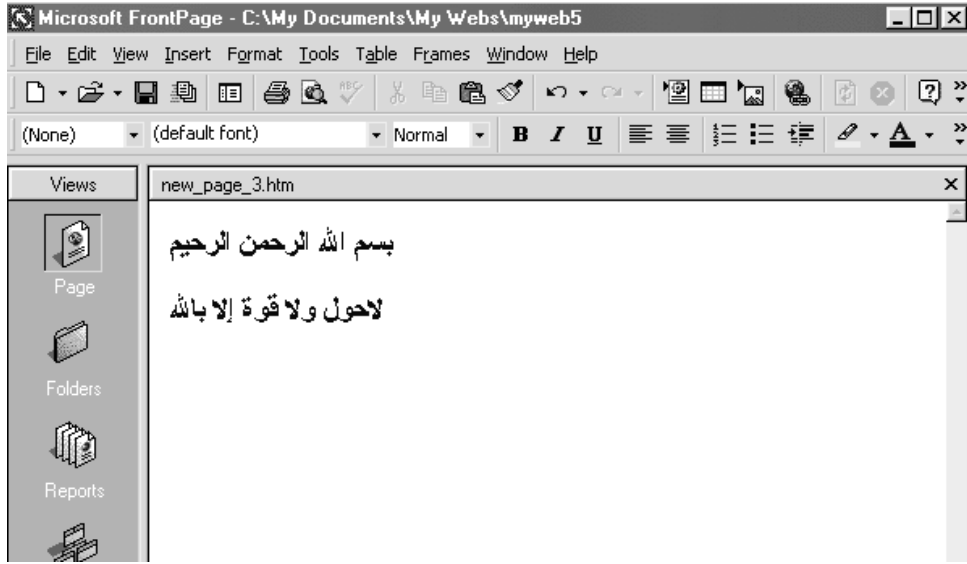 Microsoft FrontPage - C:\My Documents\My Webs\myweb5
File Edit View Insert Format Tools Table Frames Window Help
(None) (default font) Normal B I U A
Views new_page_3.htm
بسم الله الرحمن الرحيم
Page
لاحول ولا قوة إلا بالله
Folders
Reports